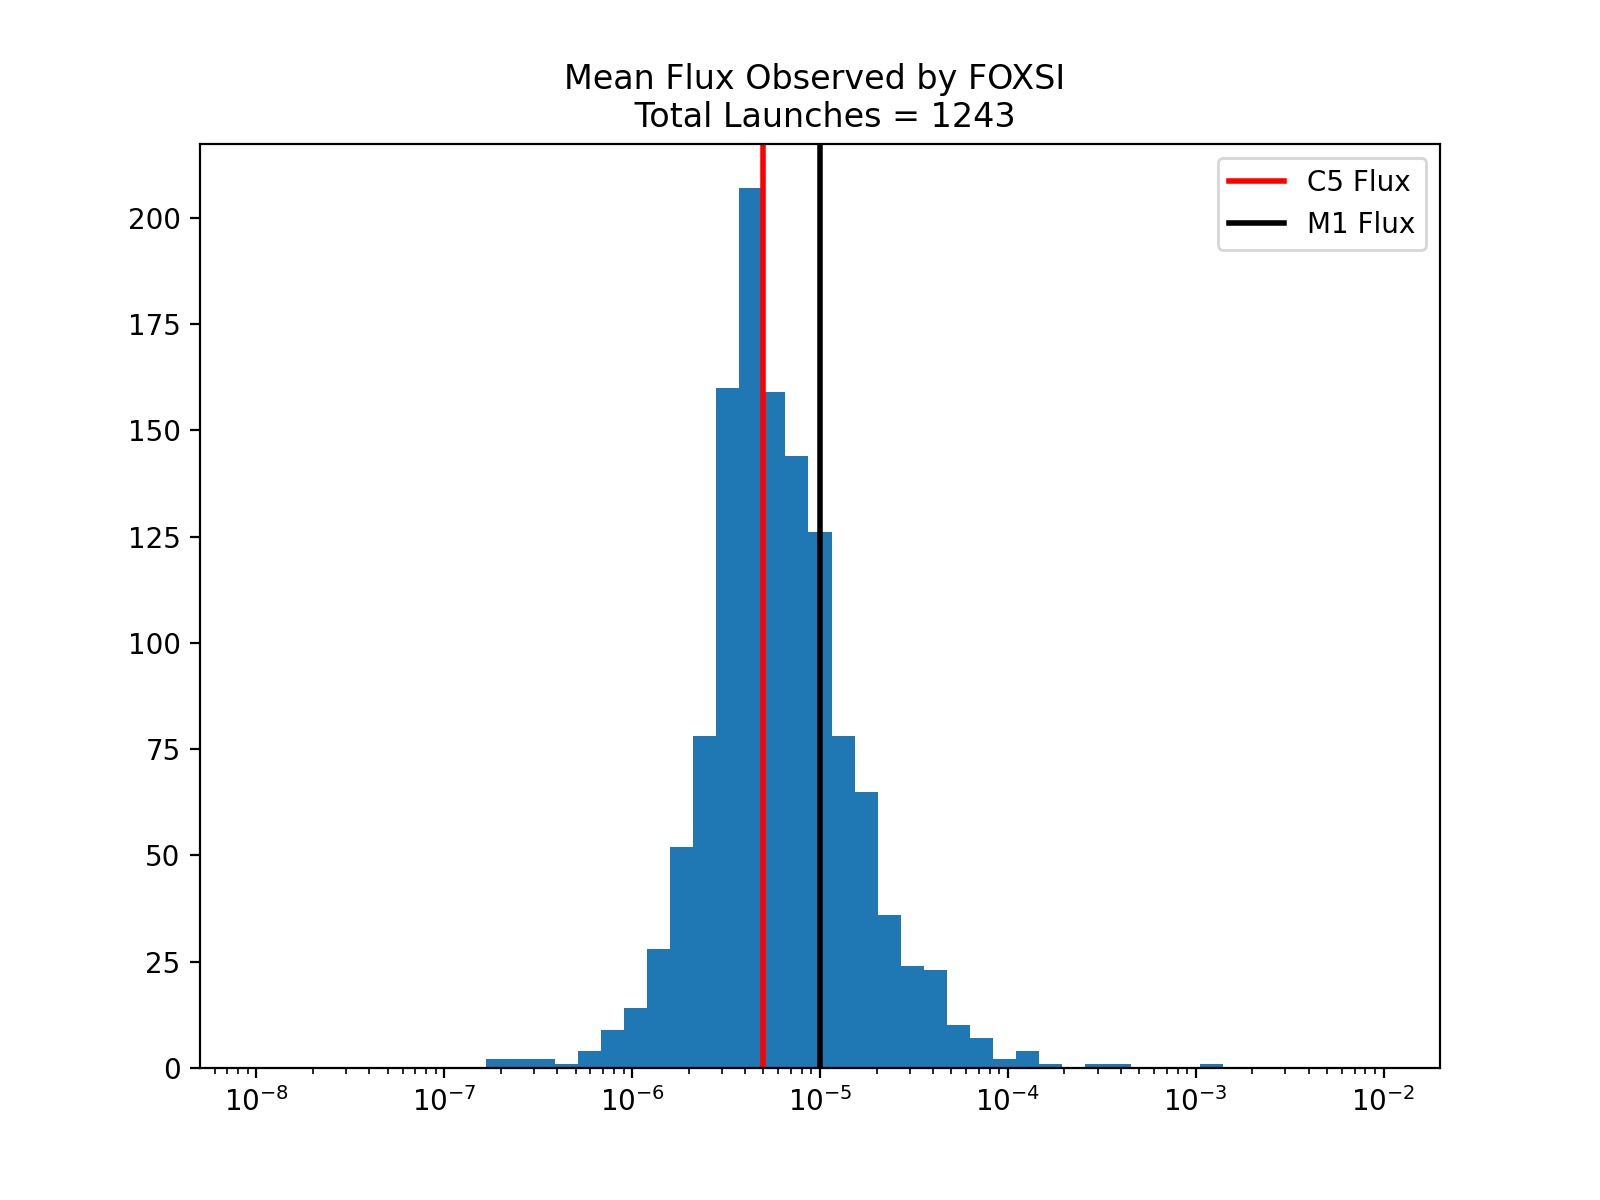 Mean Flux Observed by FOXSI
Total Launches = 1243
C5 Flux
M1 Flux
200
175
150
125
100
75
50
25
0
10⁻⁸ 10⁻⁷ 10⁻⁶ 10⁻⁵ 10⁻⁴ 10⁻³ 10⁻²